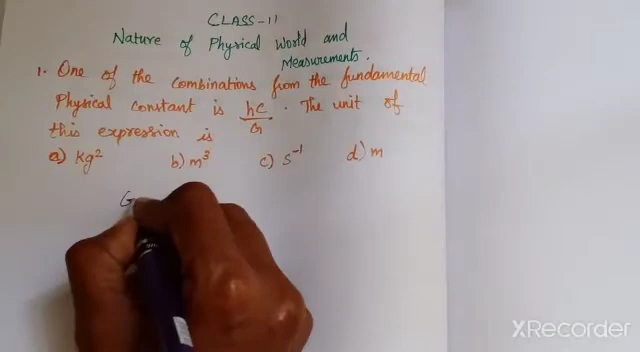 CLASS-11
Nature of Physical World and
Measurements.
1. One of the combinations from the fundamental
Physical constant is hc/G. The unit of
this expression is
a) Kg² b) m³ c) S⁻¹ d) m
G
XRecorder